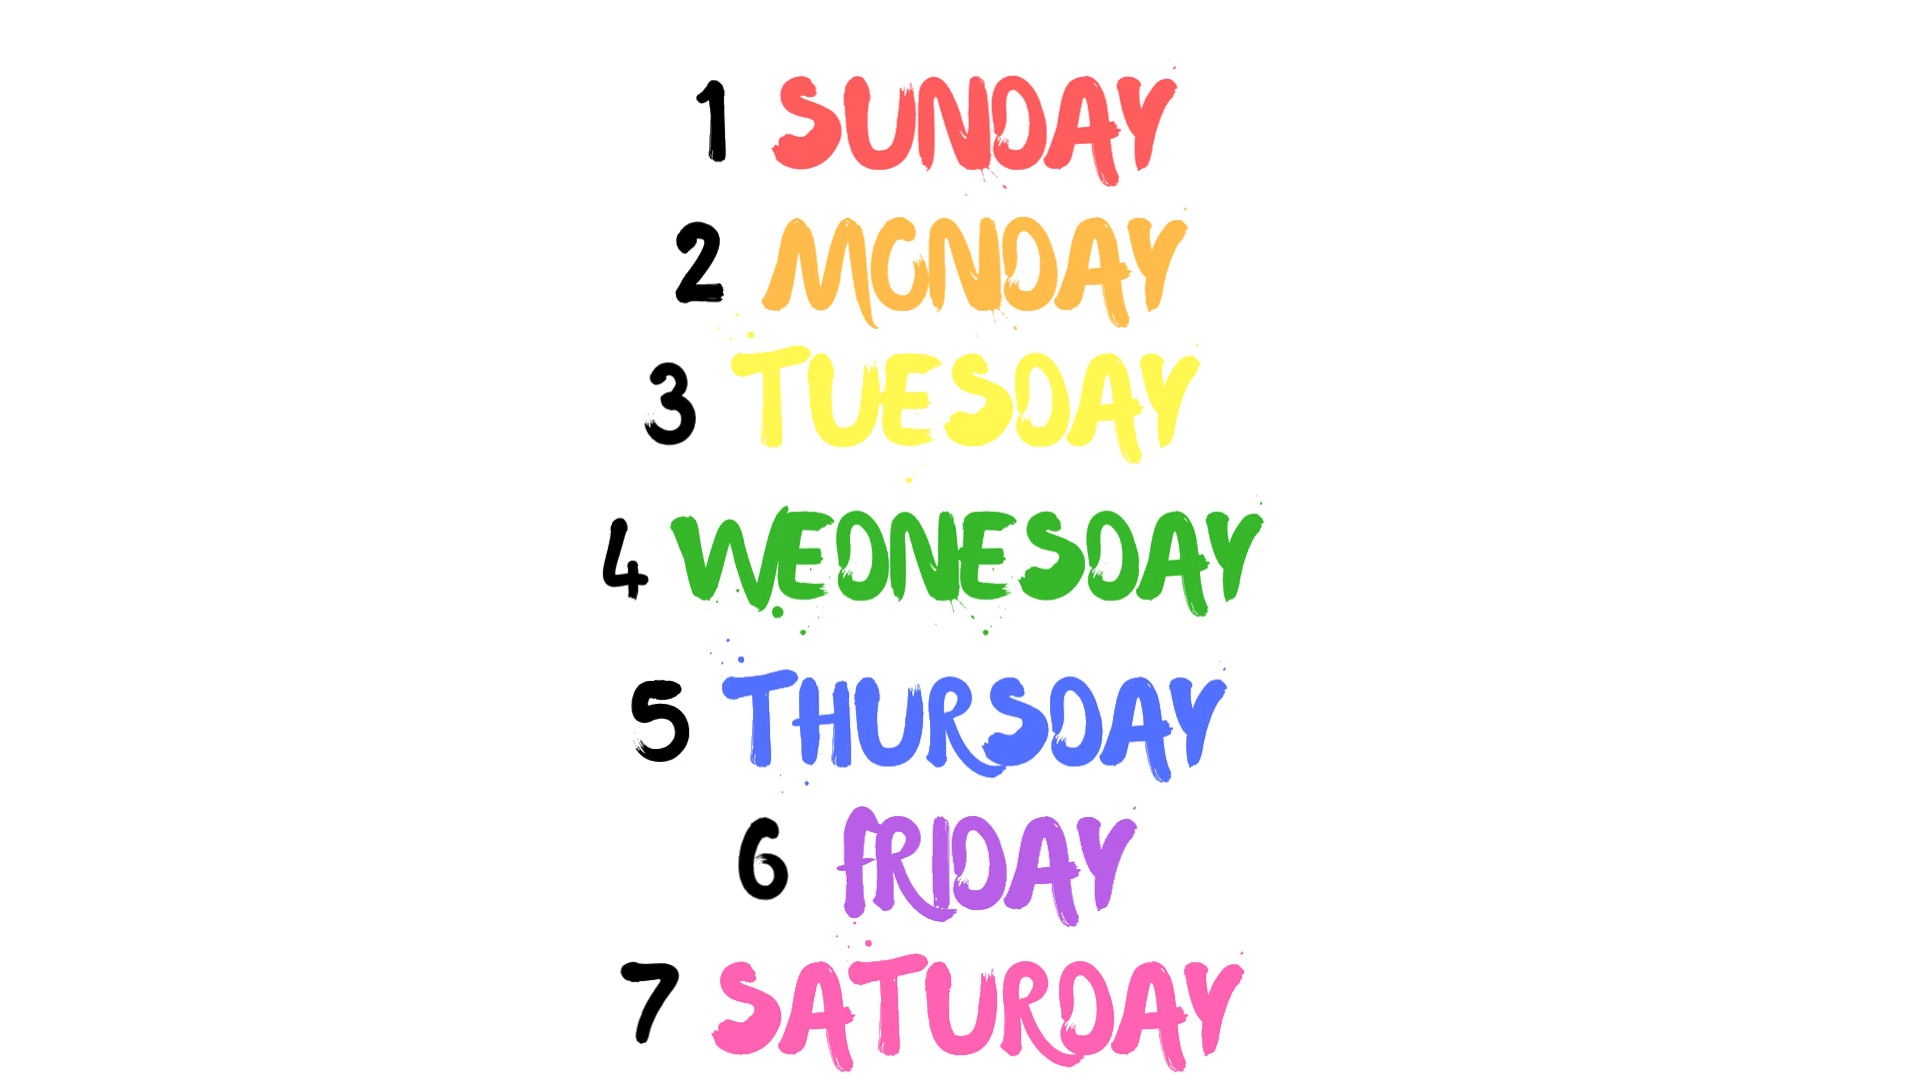 1 SUNDAY
2 MONDAY
3 TUESDAY
4 WEDNESDAY
5 THURSDAY
6 FRIDAY
7 SATURDAY